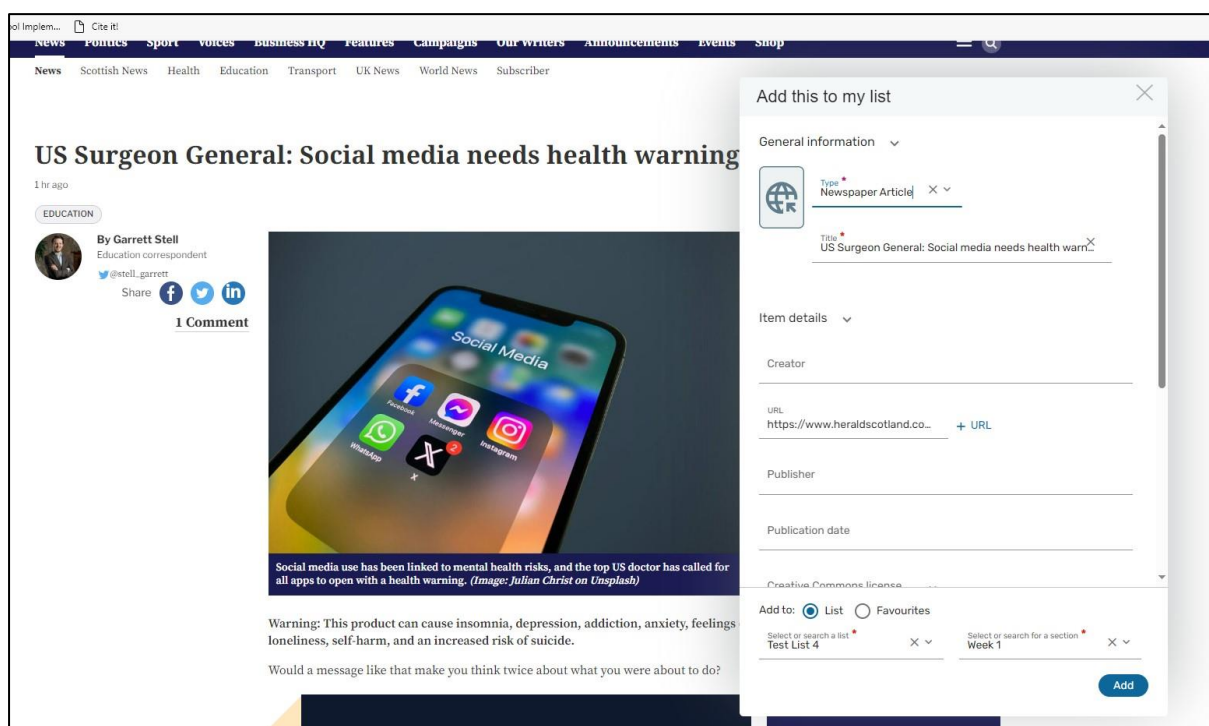 ol Implem... Cite it!
News Politics Sport Voices Business HQ Features Campaigns Our Writers Announcements Events Shop
News Scottish News Health Education Transport UK News World News Subscriber
US Surgeon General: Social media needs health warning
1 hr ago
EDUCATION
By Garrett Stell
Education correspondent
@stell_garrett
Share
1 Comment
Social Media
Facebook
Messenger
Instagram
WhatsApp
X
2
Social media use has been linked to mental health risks, and the top US doctor has called for
all apps to open with a health warning. (Image: Julian Christ on Unsplash)
Warning: This product can cause insomnia, depression, addiction, anxiety, feelings
loneliness, self-harm, and an increased risk of suicide.
Would a message like that make you think twice about what you were about to do?
Add this to my list
General information
Type *
Newspaper Article
Title *
US Surgeon General: Social media needs health warn...
Item details
Creator
URL
https://www.heraldscotland.co... + URL
Publisher
Publication date
Creative Commons license
Add to: List Favourites
Select or search a list * Select or search for a section *
Test List 4 Week 1
Add